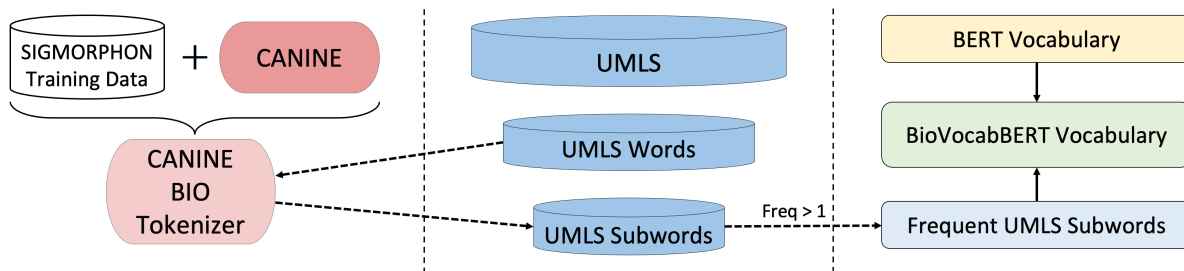 SIGMORPHON
Training Data
+
CANINE
CANINE
BIO
Tokenizer
UMLS
UMLS Words
UMLS Subwords
Freq > 1
BERT Vocabulary
BioVocabBERT Vocabulary
Frequent UMLS Subwords